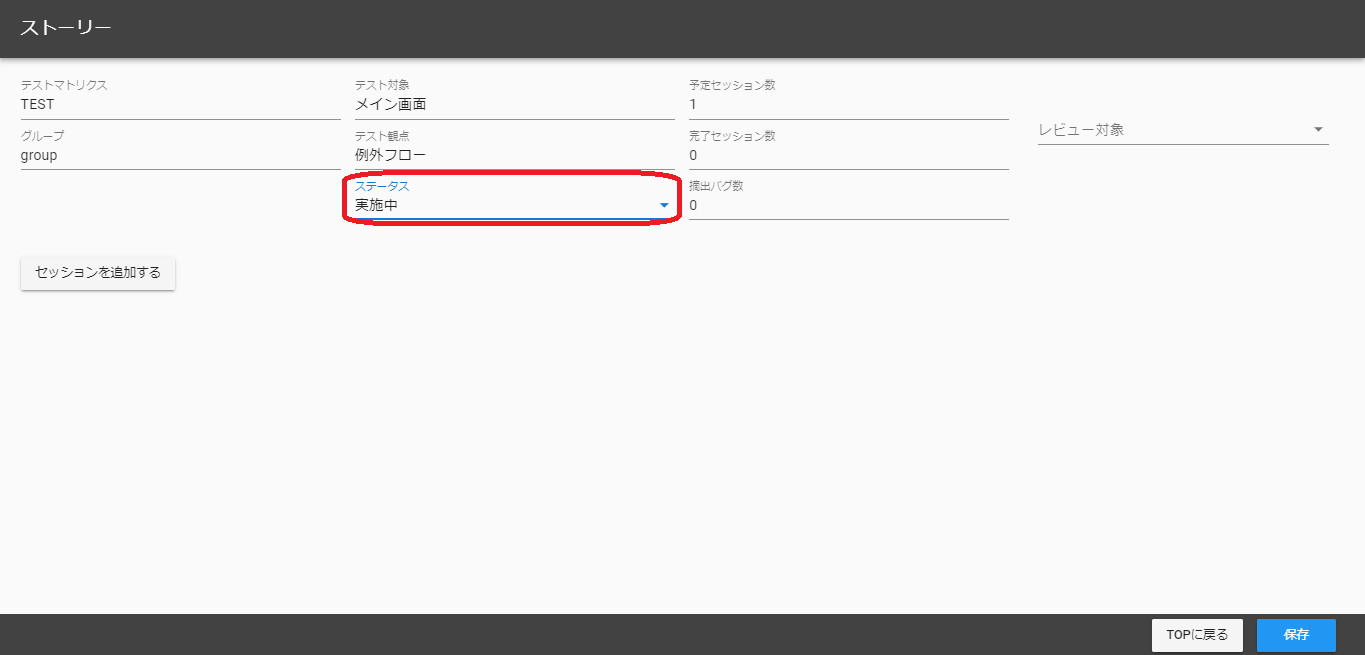 ストーリー
テストマトリクス
TEST
テスト対象
メイン画面
予定セッション数
1
レビュー対象
グループ
group
テスト観点
例外フロー
完了セッション数
0
ステータス
実施中
摘出バグ数
0
セッションを追加する
TOPに戻る
保存